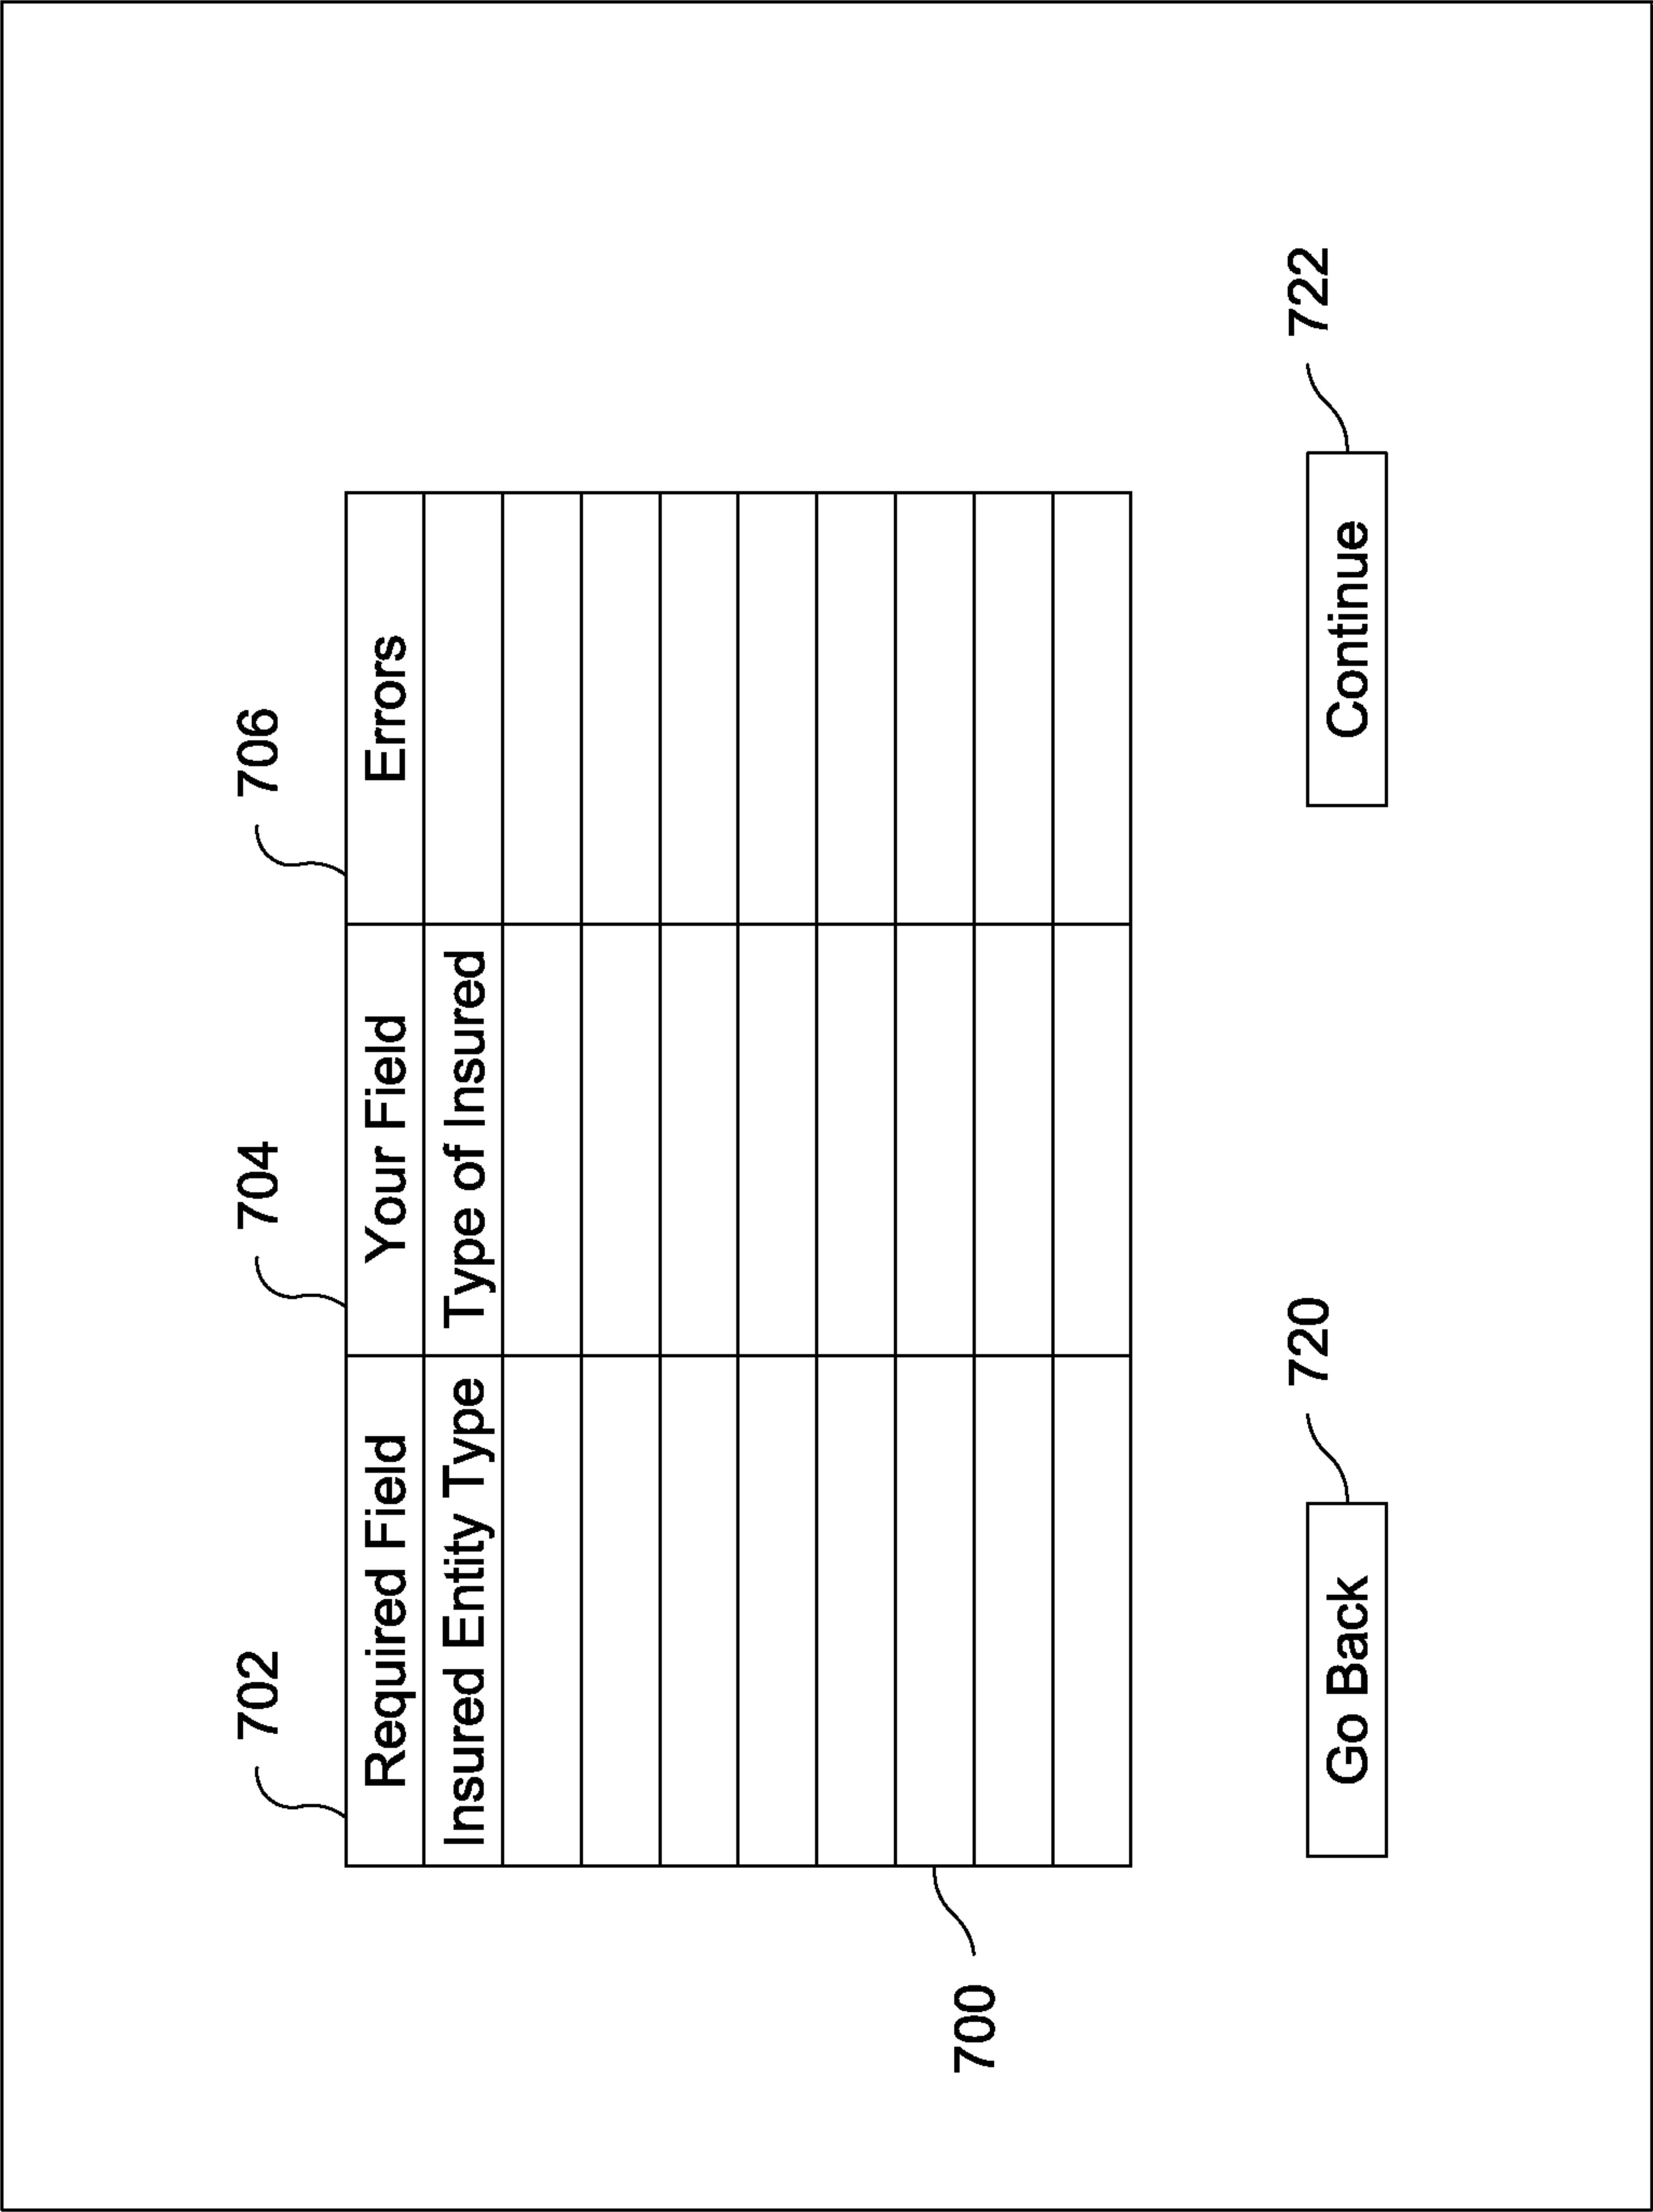 702 704 706
Required Field Your Field Errors
Insured Entity Type Type of Insured
700
720 722
Go Back Continue